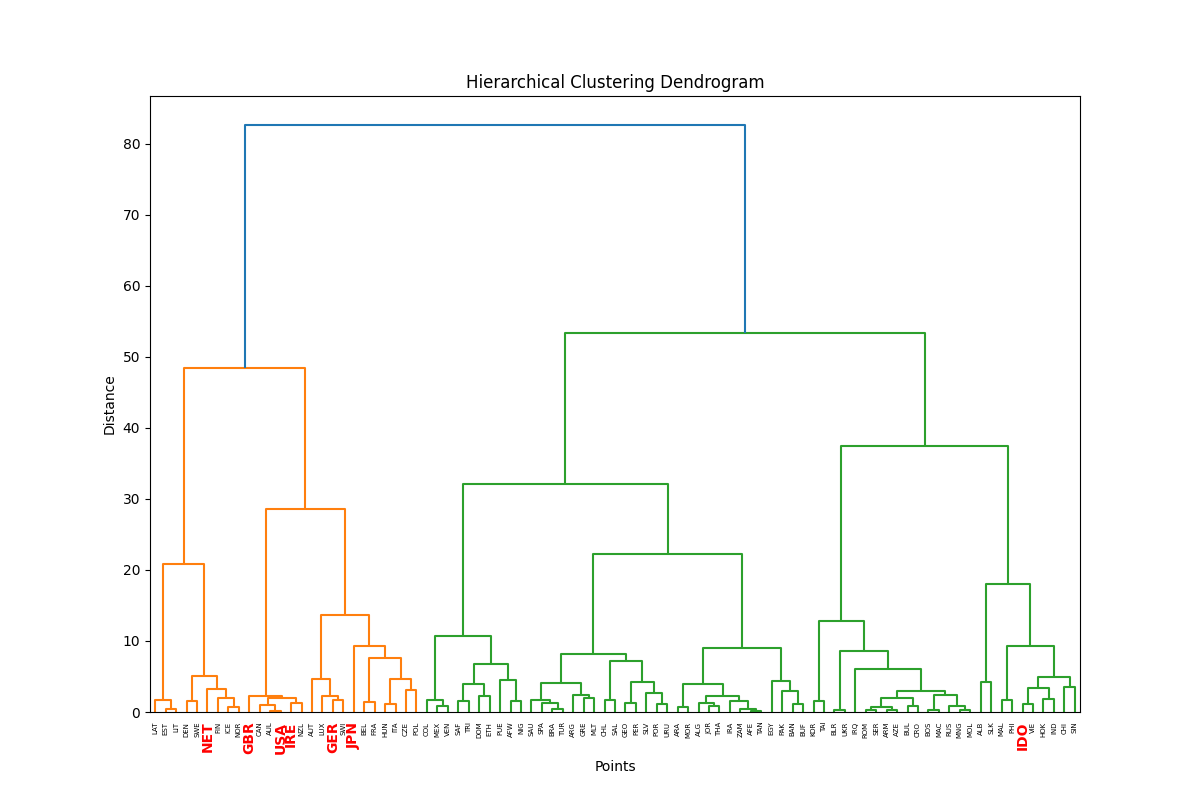 Hierarchical Clustering Dendrogram
80
70
60
50
40
30
20
10
0
Distance
LAT EST LIT DEN SWE NET FIN ICE NOR GBR CAN AUL USA IRE NZL AUT LUX GER SWI JPN BEL FRA HUN ITA CZE POL COL MEX VEN SAF TRI DOM ETH PUE AFW NIG SAU SPA BRA TUR ARG GRE MLT CHL SAL GEO PER SLV POR URU ARA MOR ALG JOR THA IRA ZAM AFE TAN EGY PAK BAN BUF KOR TAI BLR UKR IRQ ROM SER ARM AZE BUL CRO BOS MAC RUS MNG MOL ALB SLK MAL PHI IDO VIE HOK IND CHI SIN
Points